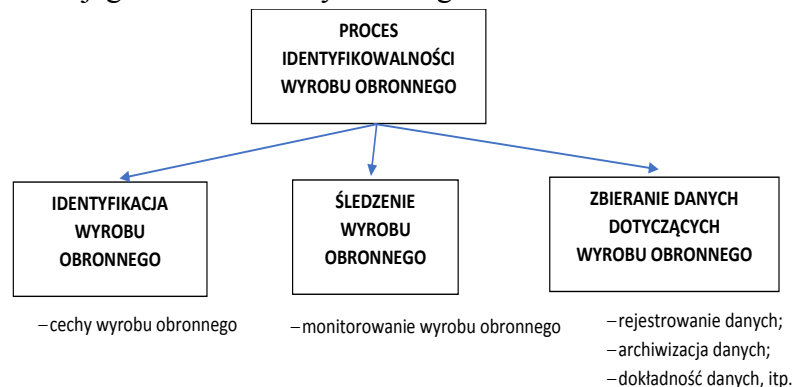 PROCES
IDENTYFIKOWALNOŚCI
WYROBU OBRONNEGO
IDENTYFIKACJA
WYROBU
OBRONNEGO
ŚLEDZENIE
WYROBU
OBRONNEGO
ZBIERANIE DANYCH
DOTYCZĄCYCH
WYROBU OBRONNEGO
–cechy wyrobu obronnego
–monitorowanie wyrobu obronnego
–rejestrowanie danych;
–archiwizacja danych;
–dokładność danych, itp.